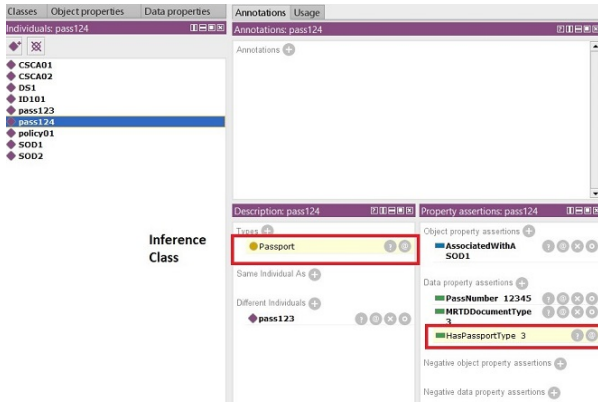 Classes Object properties Data properties
Annotations Usage
Individuals: pass124
Annotations: pass124
Annotations
CSCA01
CSCA02
DS1
ID101
pass123
pass124
policy01
SOD1
SOD2
Inference
Class
Description: pass124
Types
Passport
Same Individual As
Different Individuals
pass123
Property assertions: pass124
Object property assertions
AssociatedWithA
SOD1
Data property assertions
PassNumber 12345
MRTDDocumentType
3
HasPassportType 3
Negative object property assertions
Negative data property assertions